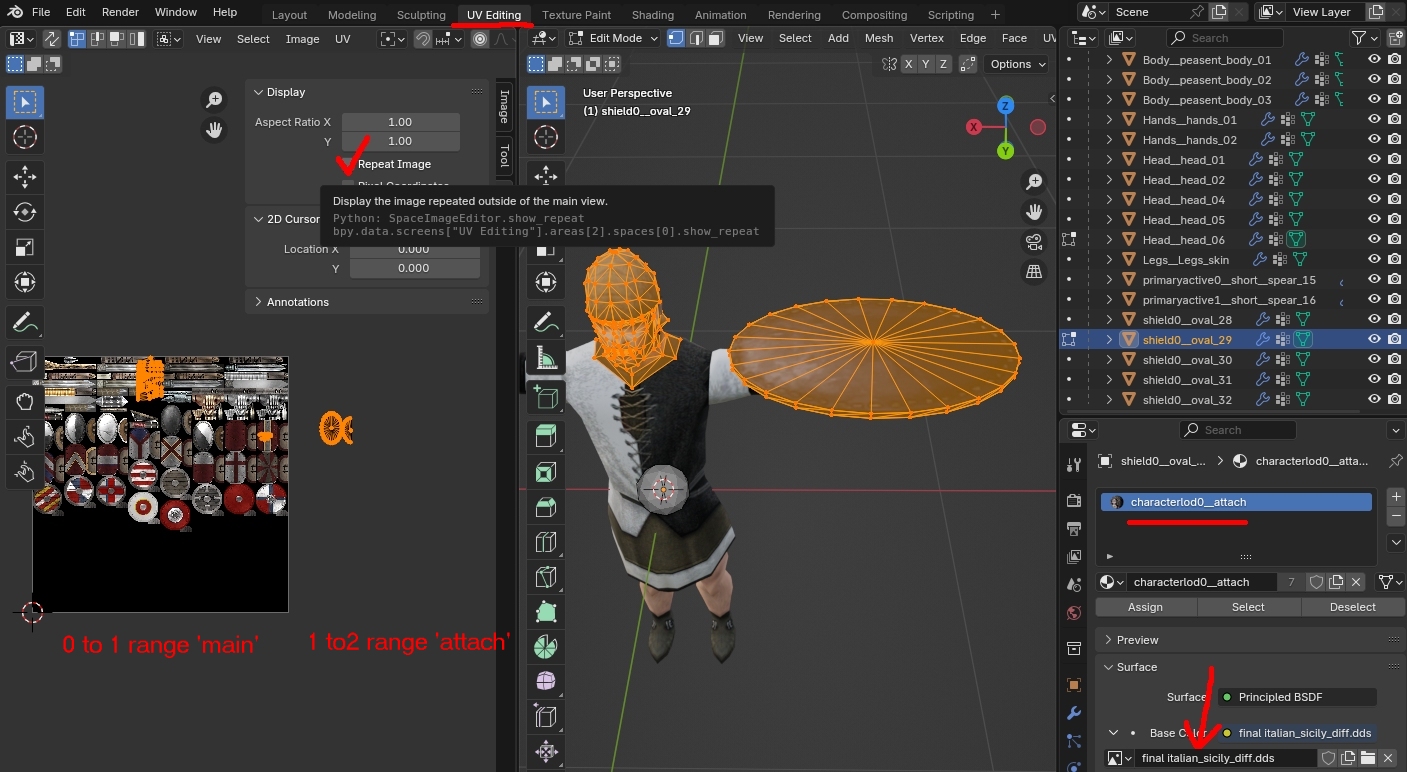 File Edit Render Window Help Layout Modeling Sculpting UV Editing Texture Paint Shading Animation Rendering Compositing Scripting + Scene View Layer
View Select Image UV
Edit Mode View Select Add Mesh Vertex Edge Face UV
Search
X Y Z Options
Display
Aspect Ratio X 1.00
Y 1.00
Repeat Image
Display the image repeated outside of the main view.
Python: SpaceImageEditor.show_repeat
bpy.data.screens["UV Editing"].areas[2].spaces[0].show_repeat
2D Cursor
Location X 0.000
Y 0.000
Annotations
Image
Tool
0 to 1 range 'main'
1 to2 range 'attach'
User Perspective
(1) shield0__oval_29
Z
X
Y
Body__peasent_body_01
Body__peasent_body_02
Body__peasent_body_03
Hands__hands_01
Hands__hands_02
Head__head_01
Head__head_02
Head__head_04
Head__head_05
Head__head_06
Legs__Legs_skin
primaryactive0__short__spear_15
primaryactive1__short__spear_16
shield0__oval_28
shield0__oval_29
shield0__oval_30
shield0__oval_31
shield0__oval_32
Search
shield0__oval_... characterlod0__atta...
characterlod0__attach
characterlod0__attach 7
Assign Select Deselect
Preview
Surface
Surface Principled BSDF
Base Color final italian_sicily_diff.dds
final italian_sicily_diff.dds